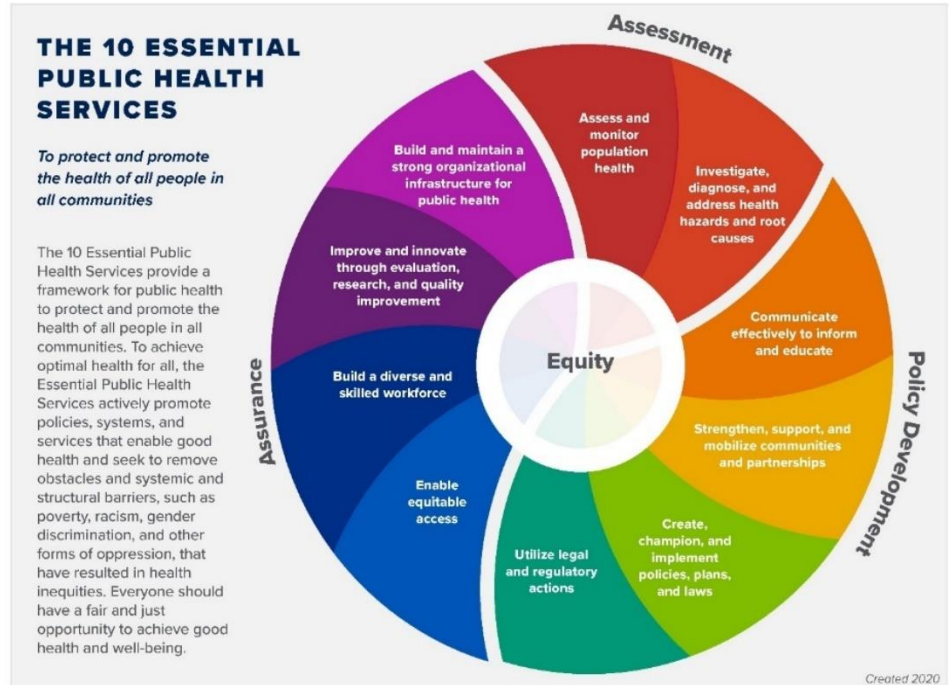 THE 10 ESSENTIAL
PUBLIC HEALTH
SERVICES
To protect and promote
the health of all people in
all communities
The 10 Essential Public
Health Services provide a
framework for public health
to protect and promote the
health of all people in all
communities. To achieve
optimal health for all, the
Essential Public Health
Services actively promote
policies, systems, and
services that enable good
health and seek to remove
obstacles and systemic and
structural barriers, such as
poverty, racism, gender
discrimination, and other
forms of oppression, that
have resulted in health
inequities. Everyone should
have a fair and just
opportunity to achieve good
health and well-being.
Assessment
Assess and
monitor
population
health
Investigate,
diagnose, and
address health
hazards and root
causes
Policy Development
Communicate
effectively to inform
and educate
Strengthen, support, and
mobilize communities
and partnerships
Create,
champion, and
implement
policies, plans,
and laws
Utilize legal
and regulatory
actions
Assurance
Enable
equitable
access
Build a diverse and
skilled workforce
Improve and innovate
through evaluation,
research, and quality
improvement
Build and maintain a
strong organizational
infrastructure for
public health
Equity
Created 2020